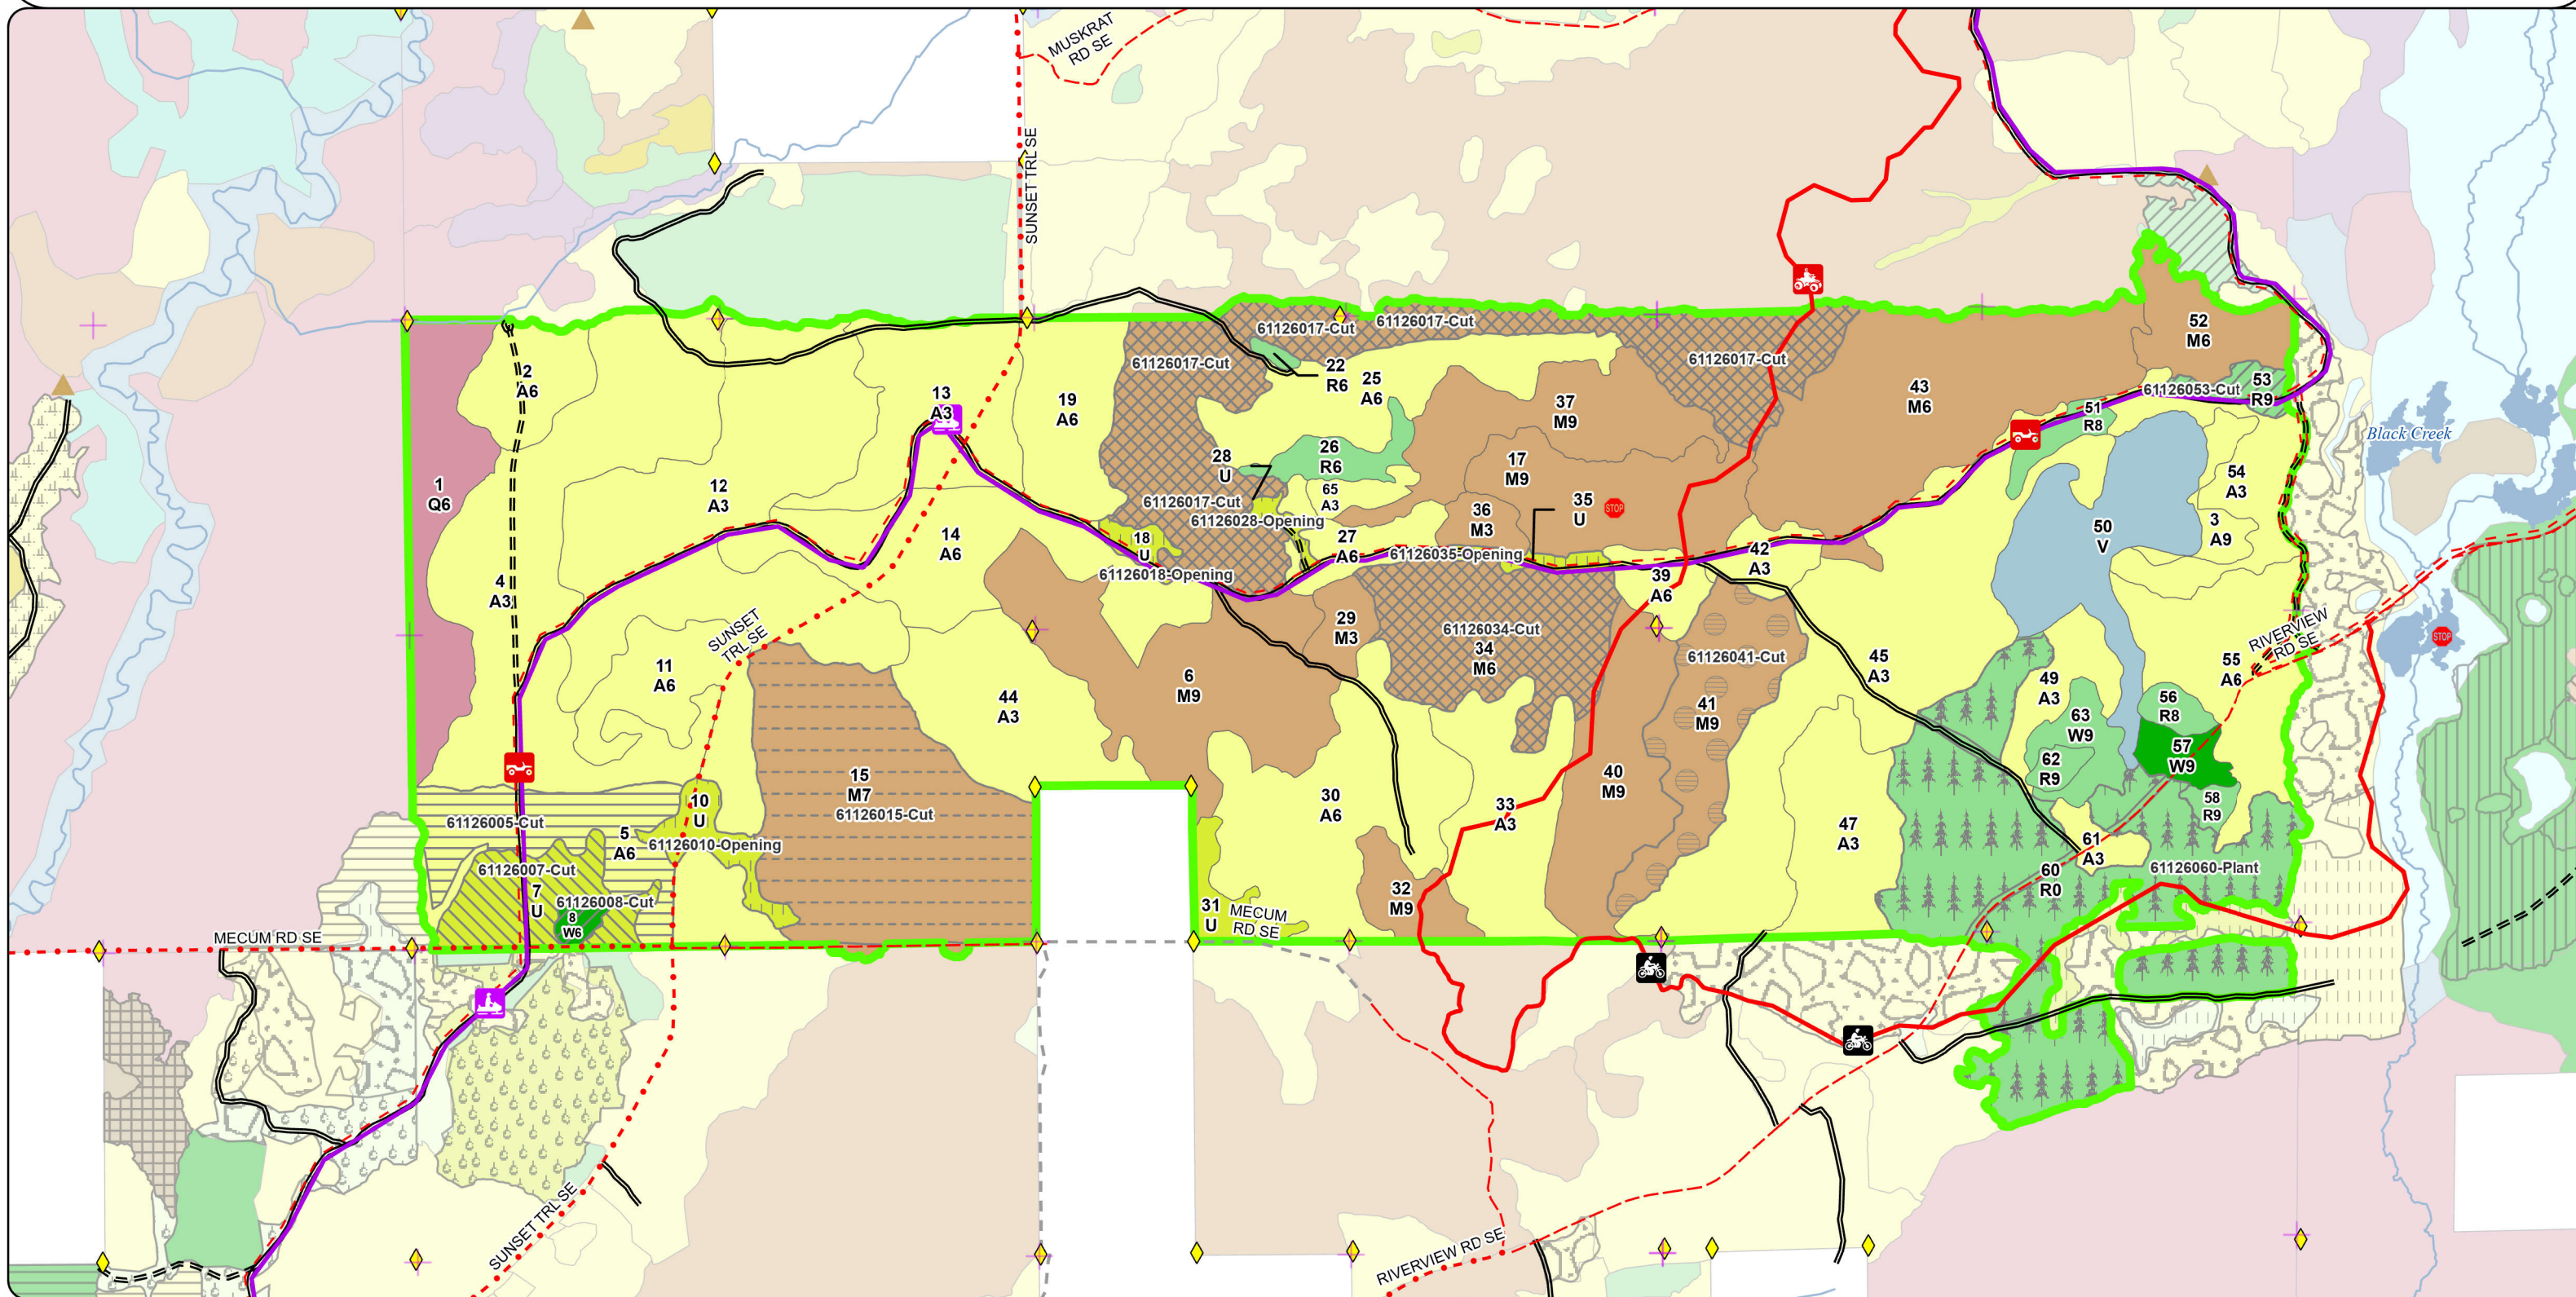 MUSKRAT
RD SE
SUNSET TRL SE
61126017-Cut
61126017-Cut
52
M6
61126017-Cut
61126017-Cut
2
A6
22
R6
25
A6
43
M6
61126053-Cut
53
R9
13
A3
19
A6
37
M9
51
R8
Black Creek
28
U
26
R6
17
M9
54
A3
1
Q6
12
A3
65
A3
61126017-Cut
61126028-Opening
36
M3
35
U
STOP
50
V
3
A9
14
A6
18
U
27
A6
61126035-Opening
42
A3
61126018-Opening
39
A6
4
A3
SUNSET
TRL SE
29
M3
61126034-Cut
34
M6
61126041-Cut
RIVERVIEW
RD SE
STOP
11
A6
6
M9
45
A3
55
A6
44
A3
41
M9
49
A3
56
R8
63
W9
57
W9
62
R9
15
M7
61126015-Cut
40
M9
10
U
30
A6
33
A3
58
R9
61126005-Cut
5
A6
61126010-Opening
47
A3
61
A3
61126007-Cut
7
U
61126008-Cut
8
W6
60
R0
61126060-Plant
32
M9
31
U
MECUM
RD SE
MECUM RD SE
SUNSET TRL SE
RIVERVIEW RD SE